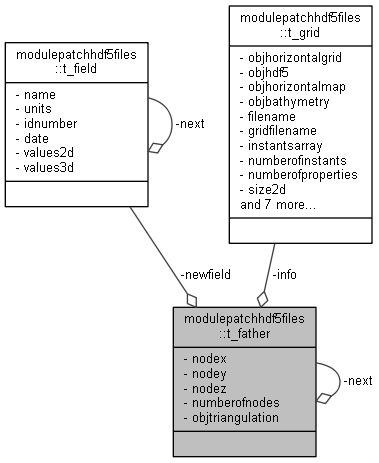 modulepatchhdf5files
::t_field
- name
- units
- idnumber
- date
- values2d
- values3d
-next
modulepatchhdf5files
::t_grid
- objhorizontalgrid
- objhdf5
- objhorizontalmap
- objbathymetry
- filename
- gridfilename
- instantsarray
- numberofinstants
- numberofproperties
- size2d
and 7 more...
-newfield
-info
modulepatchhdf5files
::t_father
- nodex
- nodey
- nodez
- numberofnodes
- objtriangulation
-next